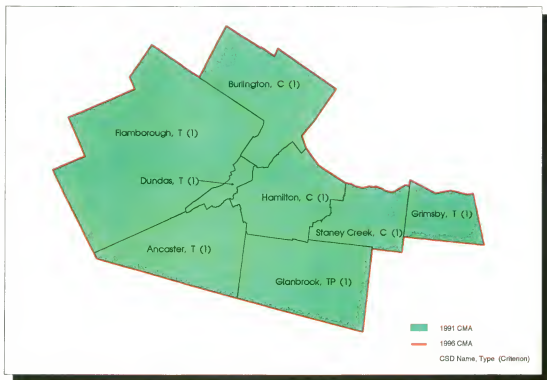 Burlington, C (1)
Flamborough, T (1)
Dundas, T (1)
Hamilton, C (1)
Grimsby, T (1)
Staney Creek, C (1)
Ancaster, T (1)
Glanbrook, TP (1)
1991 CMA
1996 CMA
CSD Name, Type (Criterion)